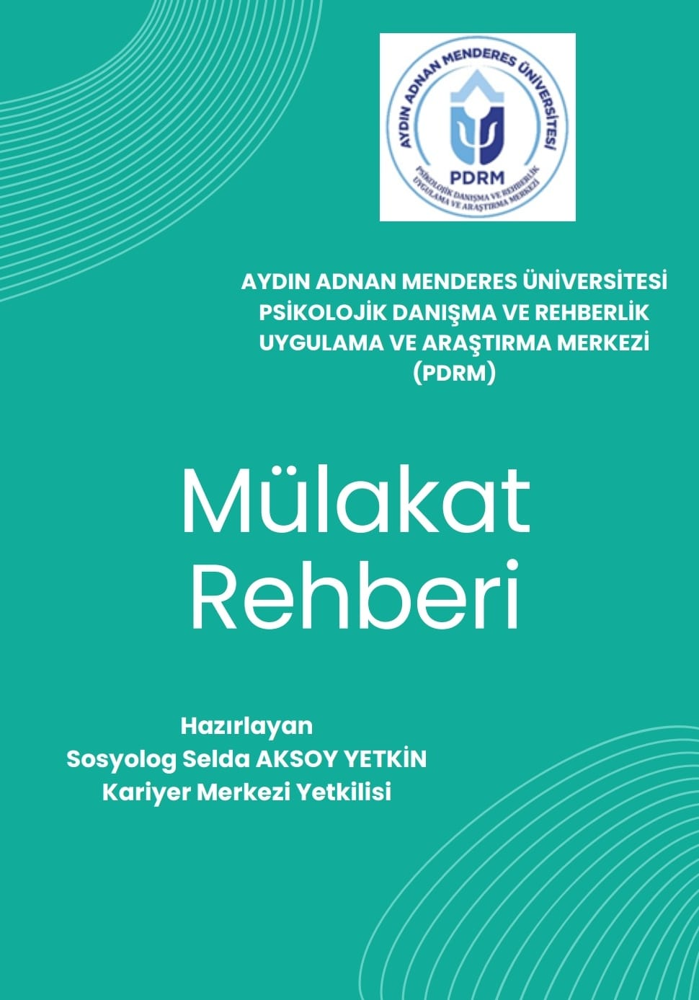 AYDIN ADNAN MENDERES ÜNİVERSİTESİ
PDRM
PSİKOLOJİK DANIŞMA VE REHBERLİK
UYGULAMA VE ARAŞTIRMA MERKEZİ
AYDIN ADNAN MENDERES ÜNİVERSİTESİ
PSİKOLOJİK DANIŞMA VE REHBERLİK
UYGULAMA VE ARAŞTIRMA MERKEZİ
(PDRM)
Mülakat
Rehberi
Hazırlayan
Sosyolog Selda AKSOY YETKİN
Kariyer Merkezi Yetkilisi